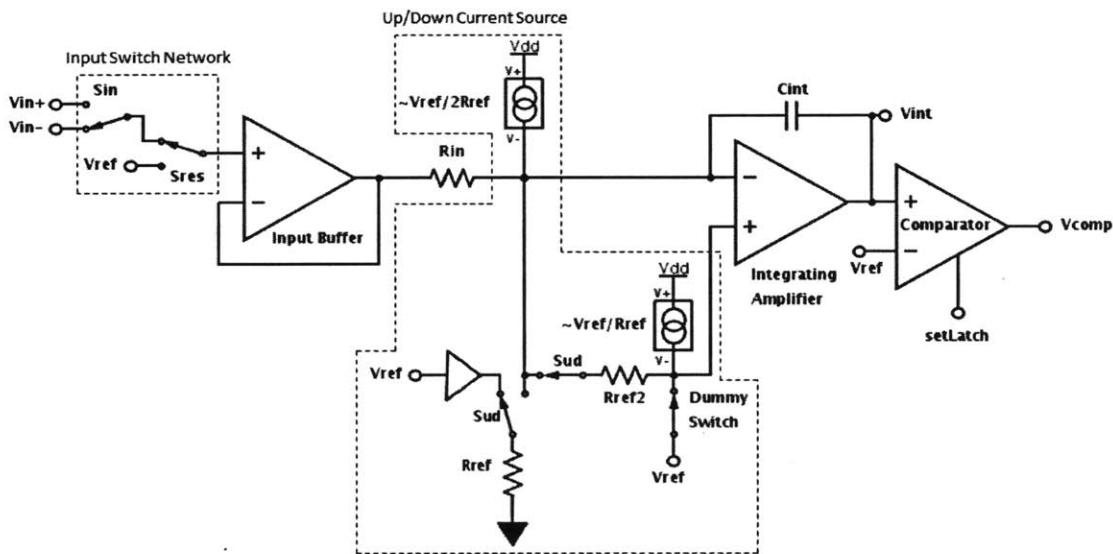 Up/Down Current Source
Input Switch Network
Sin
Vin+
Vin-
Vref
Sres
+
-
Input Buffer
Vdd
V+
~Vref/2Rref
V-
Rin
Cint
Vint
-
+
Integrating
Amplifier
+
Comparator
-
Vref
Vcomp
setLatch
Vdd
V+
~Vref/Rref
V-
Vref
Sud
Rref
Sud
Rref2
Dummy
Switch
Vref